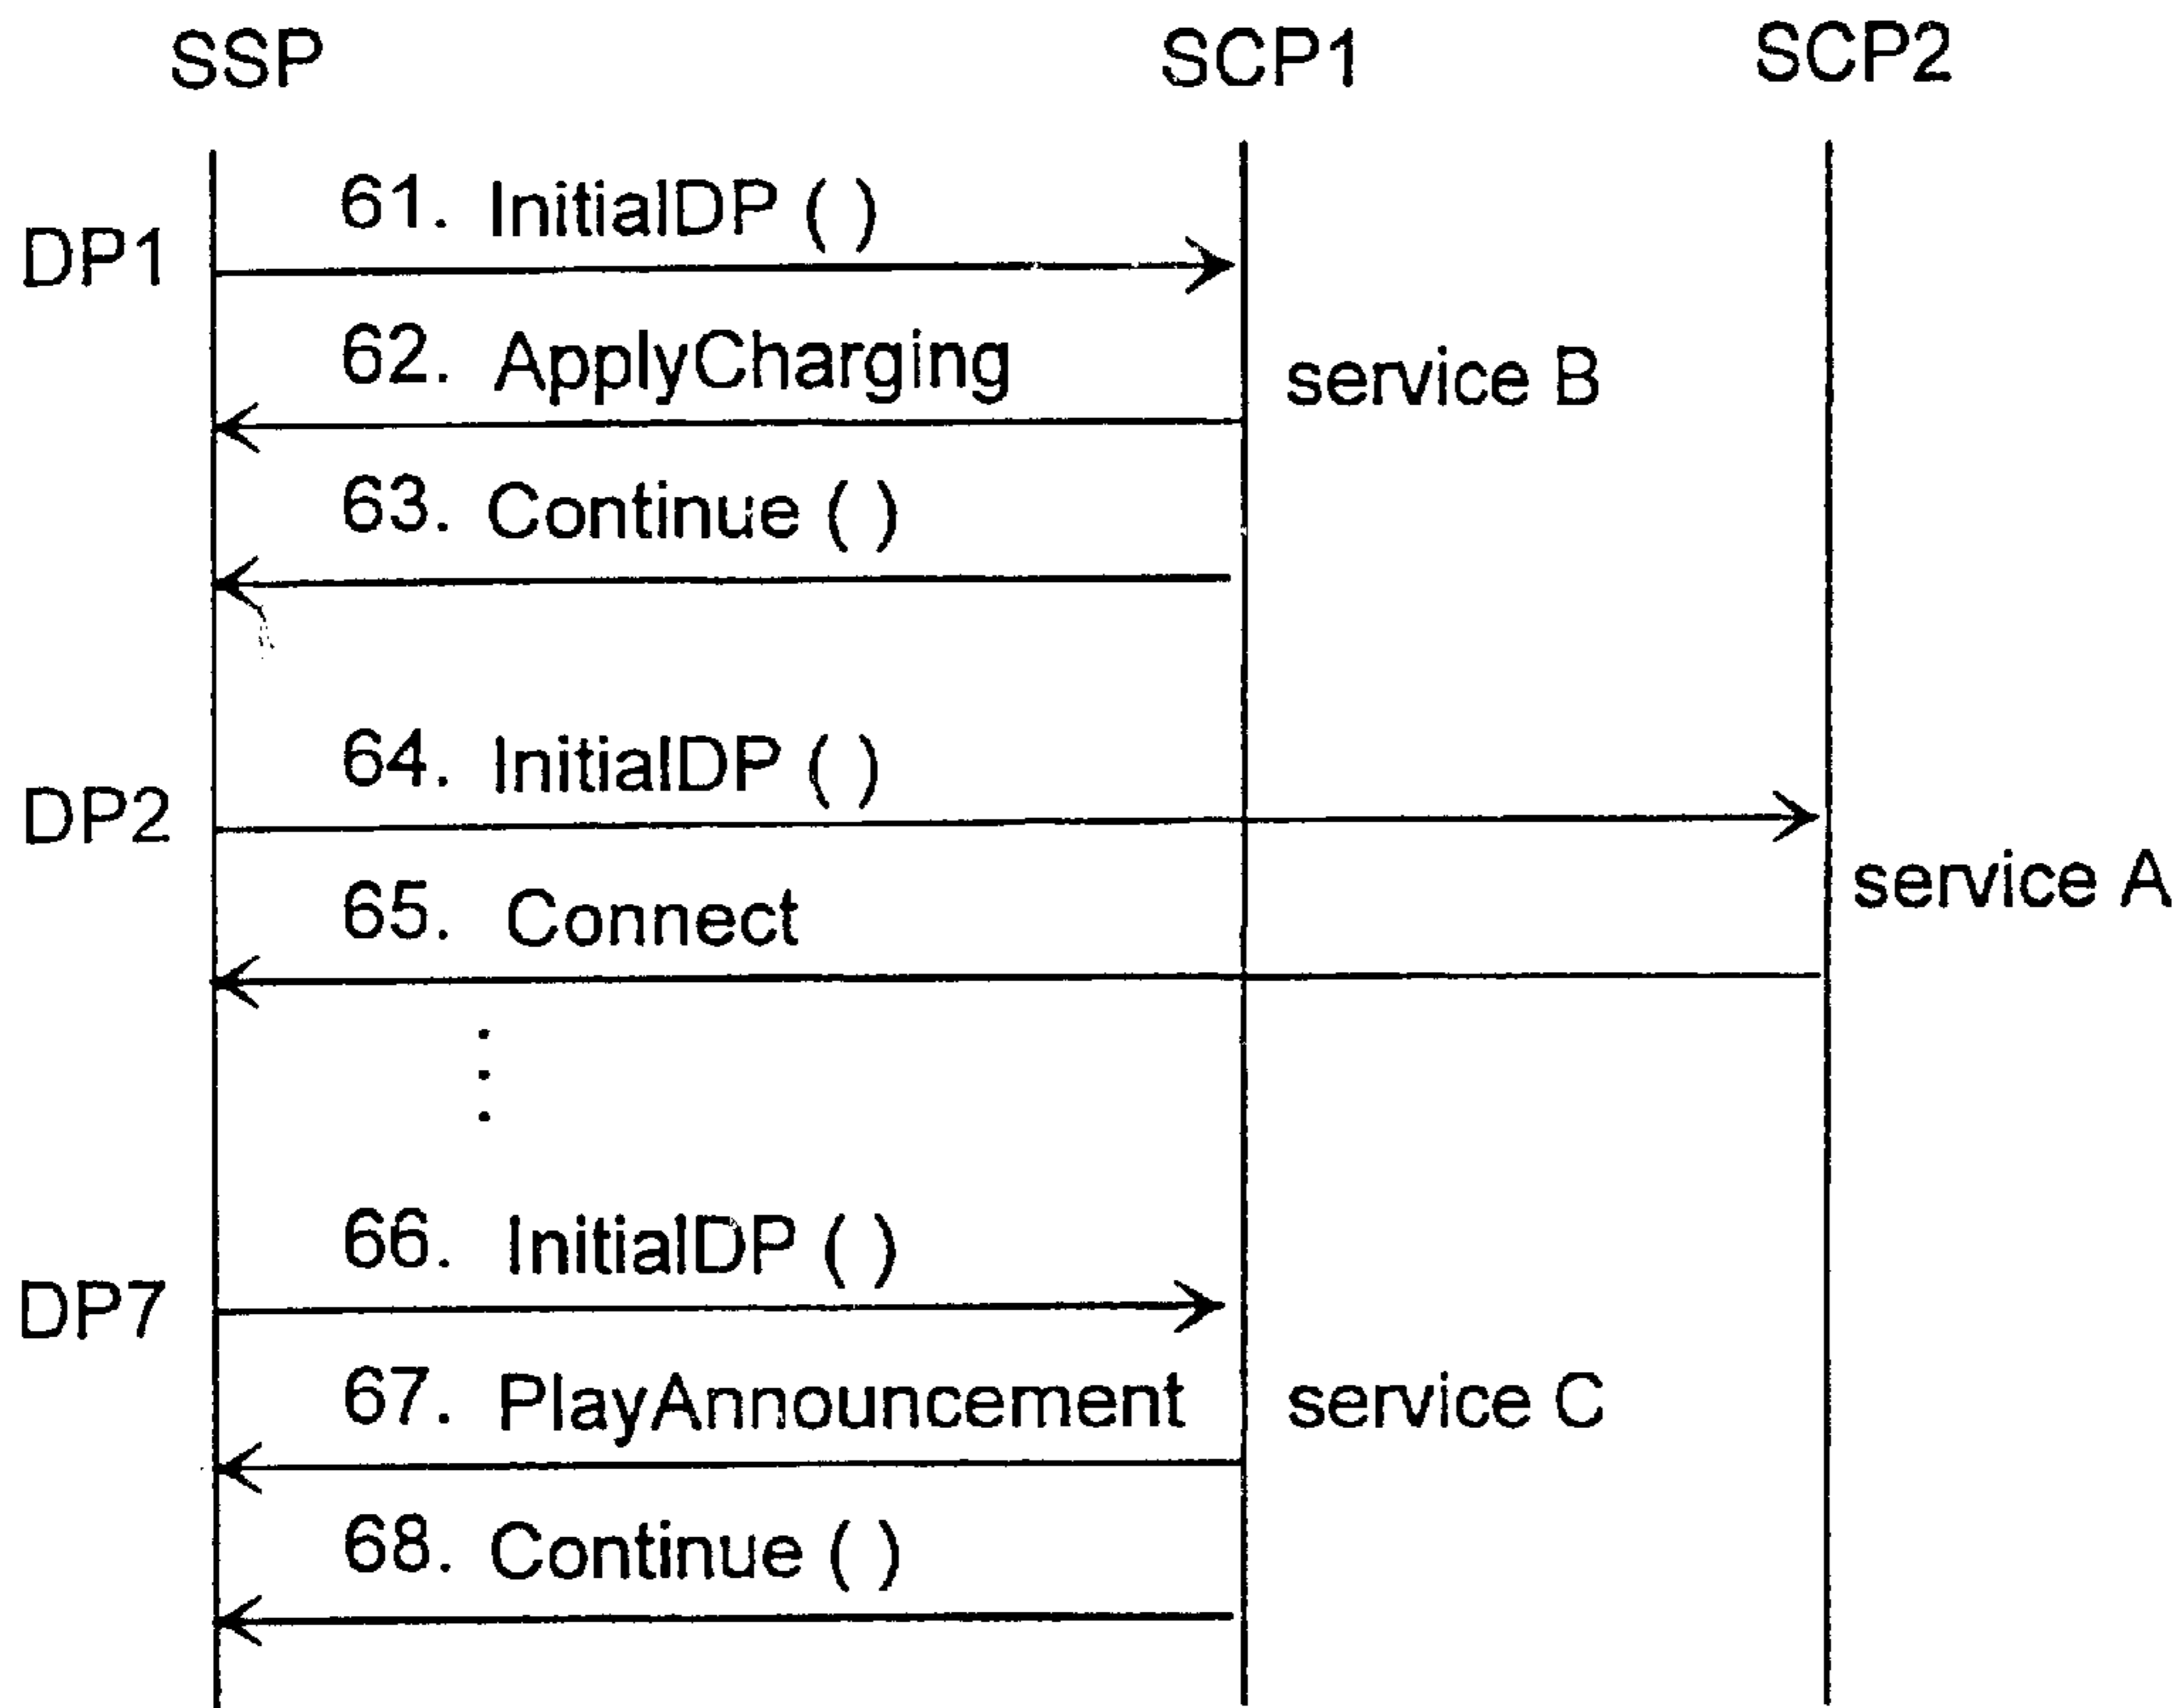 SSP SCP1 SCP2
61. InitialDP ( )
DP1
62. ApplyCharging
service B
63. Continue ( )
64. InitialDP ( )
DP2
service A
65. Connect
66. InitialDP ( )
DP7
67. PlayAnnouncement
service C
68. Continue ( )